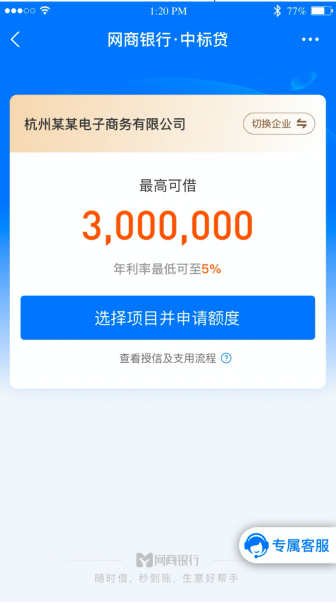 1:20 PM
77%
网商银行·中标贷
杭州某某电子商务有限公司
切换企业
最高可借
3,000,000
年利率最低可至5%
选择项目并申请额度
查看授信及支用流程 ?
专属客服
网商银行
随时借，秒到账，生意好帮手